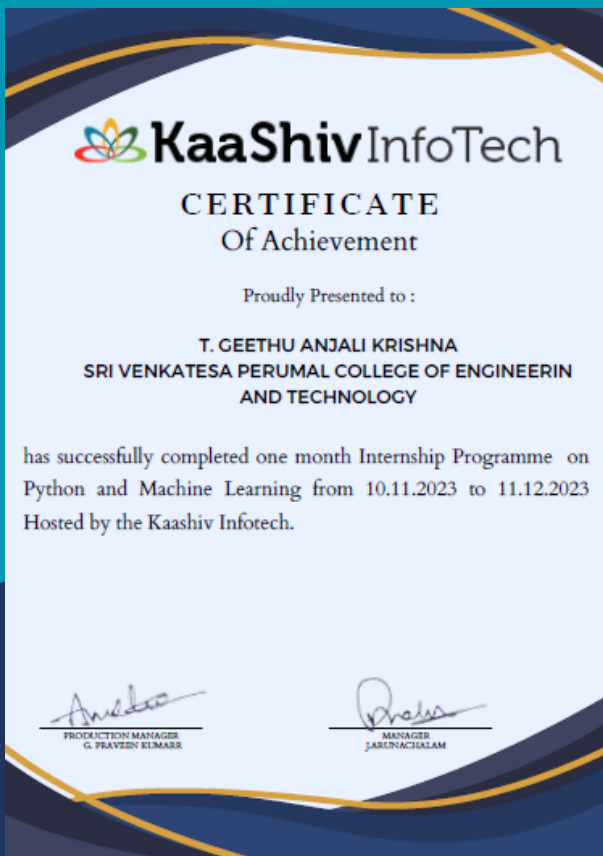 KaaShiv InfoTech
CERTIFICATE
Of Achievement
Proudly Presented to :
T. GEETHU ANJALI KRISHNA
SRI VENKATESA PERUMAL COLLEGE OF ENGINEERIN
AND TECHNOLOGY
has successfully completed one month Internship Programme on
Python and Machine Learning from 10.11.2023 to 11.12.2023
Hosted by the Kaashiv Infotech.
PRODUCTION MANAGER
G. PRAVEEN KUMARR
MANAGER
J.ARUNACHALAM